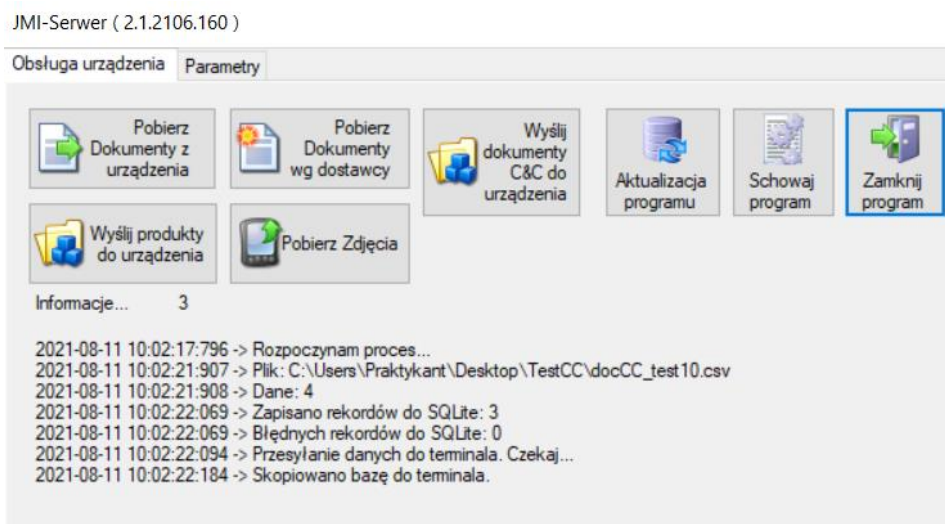 JMI-Serwer ( 2.1.2106.160 )
Obsługa urządzenia
Parametry
Pobierz
Dokumenty z
urządzenia
Pobierz
Dokumenty
wg dostawcy
Wyślij
dokumenty
C&C do
urządzenia
Aktualizacja
programu
Schowaj
program
Zamknij
program
Wyślij produkty
do urządzenia
Pobierz Zdjęcia
Informacje... 3
2021-08-11 10:02:17:796 -> Rozpoczynam proces...
2021-08-11 10:02:21:907 -> Plik: C:\Users\Praktykant\Desktop\TestCC\docCC_test10.csv
2021-08-11 10:02:21:908 -> Dane: 4
2021-08-11 10:02:22:069 -> Zapisano rekordów do SQLite: 3
2021-08-11 10:02:22:069 -> Błędnych rekordów do SQLite: 0
2021-08-11 10:02:22:094 -> Przesyłanie danych do terminala. Czekaj...
2021-08-11 10:02:22:184 -> Skopiowano bazę do terminala.